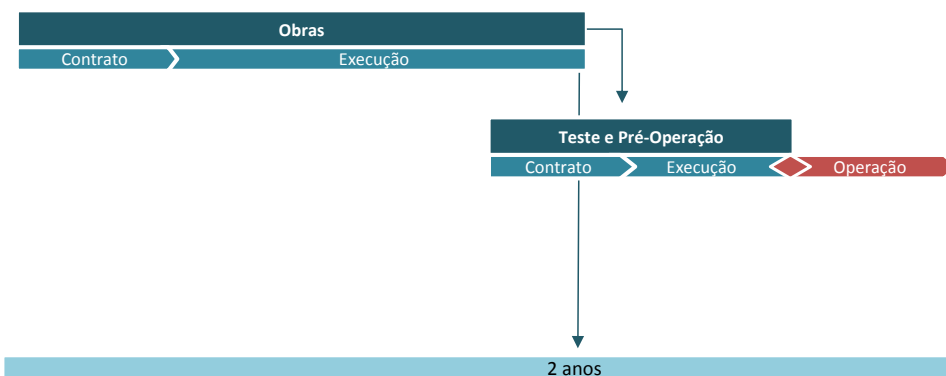 Obras
Contrato Execução
Teste e Pré-Operação
Contrato Execução Operação
2 anos